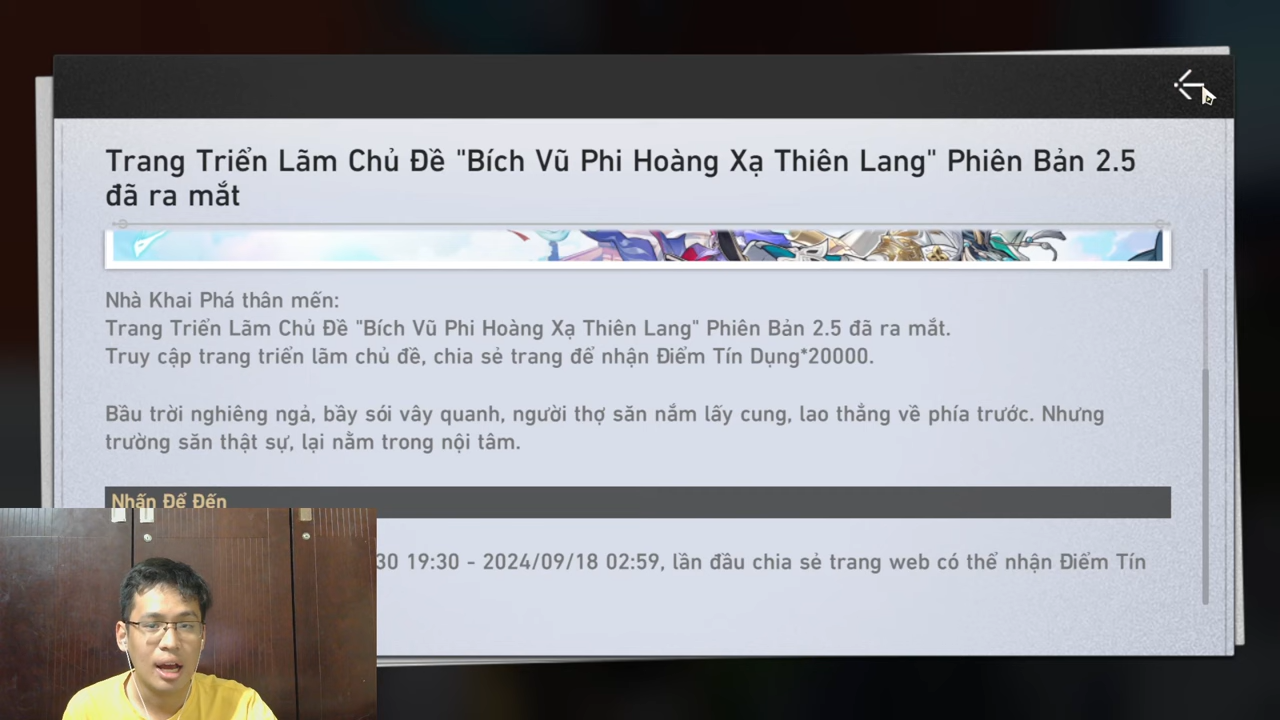 Trang Triển Lãm Chủ Đề "Bích Vũ Phi Hoàng Xạ Thiên Lang" Phiên Bản 2.5
đã ra mắt
Nhà Khai Phá thân mến:
Trang Triển Lãm Chủ Đề "Bích Vũ Phi Hoàng Xạ Thiên Lang" Phiên Bản 2.5 đã ra mắt.
Truy cập trang triển lãm chủ đề, chia sẻ trang để nhận Điểm Tín Dụng*20000.
Bầu trời nghiêng ngả, bầy sói vây quanh, người thợ săn nắm lấy cung, lao thẳng về phía trước. Nhưng
trường săn thật sự, lại nằm trong nội tâm.
Nhấn Để Đến
30 19:30 - 2024/09/18 02:59, lần đầu chia sẻ trang web có thể nhận Điểm Tín